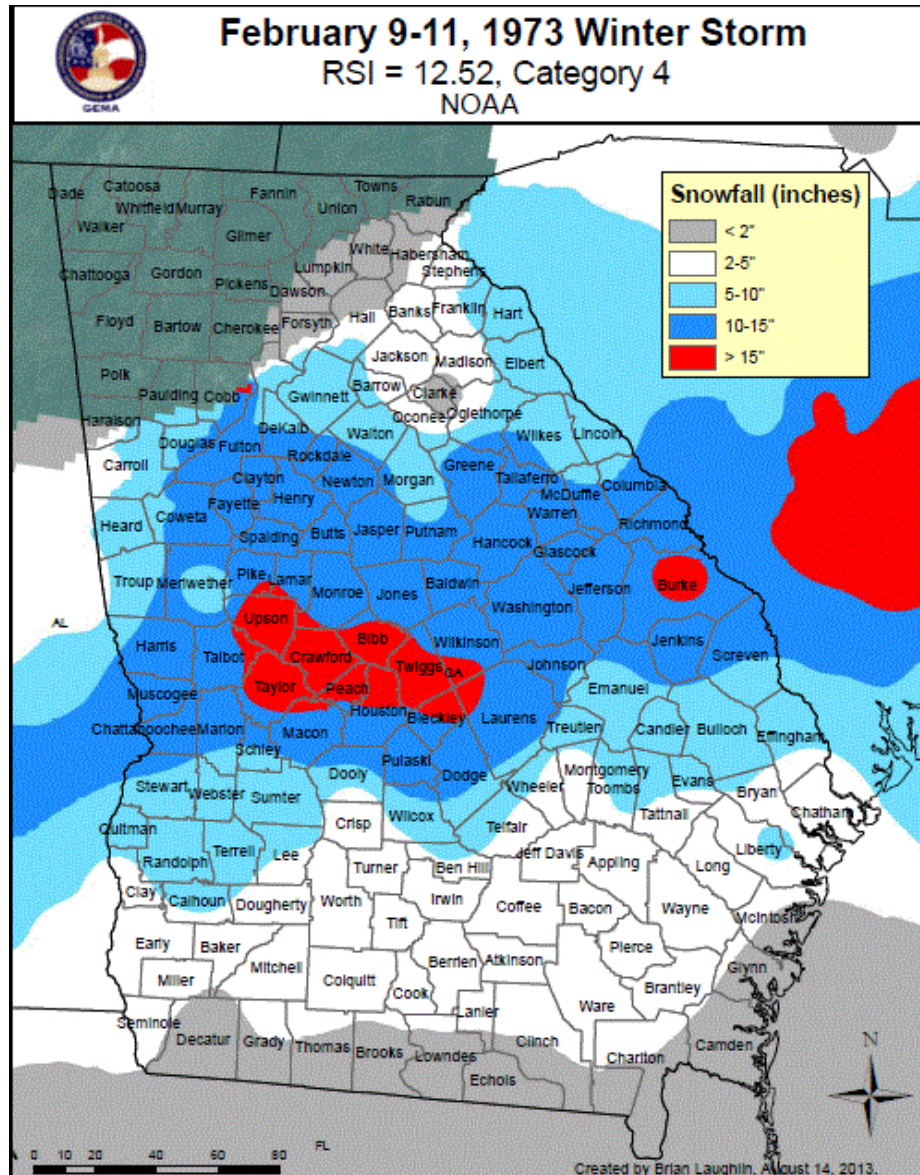 February 9-11, 1973 Winter Storm
RSI = 12.52, Category 4
NOAA
GEMA
Snowfall (inches)
< 2"
2-5"
5-10"
10-15"
> 15"
Dade
Catoosa
Whitfield
Murray
Fannin
Towns
Union
Rabun
Walker
Gilmer
White
Habersham
Lumpkin
Stephens
Chattooga
Gordon
Pickens
Dawson
Floyd
Bartow
Cherokee
Forsyth
Hall
Banks
Franklin
Hart
Jackson
Madison
Elbert
Polk
Paulding
Cobb
Gwinnett
Barrow
Clarke
Oconee
Oglethorpe
Haralson
Douglas
Fulton
DeKalb
Walton
Wilkes
Lincoln
Carroll
Rockdale
Clayton
Newton
Morgan
Greene
Taliaferro
McDuffie
Columbia
Heard
Coweta
Fayette
Henry
Warren
Richmond
Spalding
Butts
Jasper
Putnam
Hancock
Glascock
Troup
Meriwether
Pike
Lamar
Monroe
Jones
Baldwin
Jefferson
Burke
Washington
AL
Upson
Bibb
Wilkinson
Jenkins
Screven
Harris
Talbot
Crawford
Twiggs
GA
Johnson
Muscogee
Taylor
Peach
Houston
Bleckley
Laurens
Emanuel
Chattahoochee
Marion
Macon
Treutlen
Candler
Bulloch
Effingham
Schley
Pulaski
Dodge
Stewart
Webster
Sumter
Dooly
Wheeler
Montgomery
Toombs
Evans
Bryan
Crisp
Wilcox
Telfair
Tattnall
Chatham
Quitman
Randolph
Terrell
Lee
Turner
Ben Hill
Jeff Davis
Appling
Long
Liberty
Clay
Calhoun
Dougherty
Worth
Irwin
Coffee
Bacon
Wayne
McIntosh
Tift
Early
Baker
Mitchell
Berrien
Atkinson
Pierce
Miller
Colquitt
Cook
Brantley
Glynn
Lanier
Ware
Seminole
Decatur
Grady
Thomas
Brooks
Lowndes
Clinch
Charlton
Camden
Echols
N
FL
0 10 20 40 60 80
Created by Brian Laughlin, August 14, 2013.